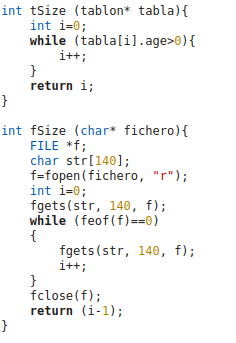 int tSize (tablon* tabla){
    int i=0;
    while (tabla[i].age>0){
        i++;
    }
    return i;
}

int fSize (char* fichero){
    FILE *f;
    char str[140];
    f=fopen(fichero, "r");
    int i=0;
    fgets(str, 140, f);
    while (feof(f)==0)
    {
        fgets(str, 140, f);
        i++;
    }
    fclose(f);
    return (i-1);
}